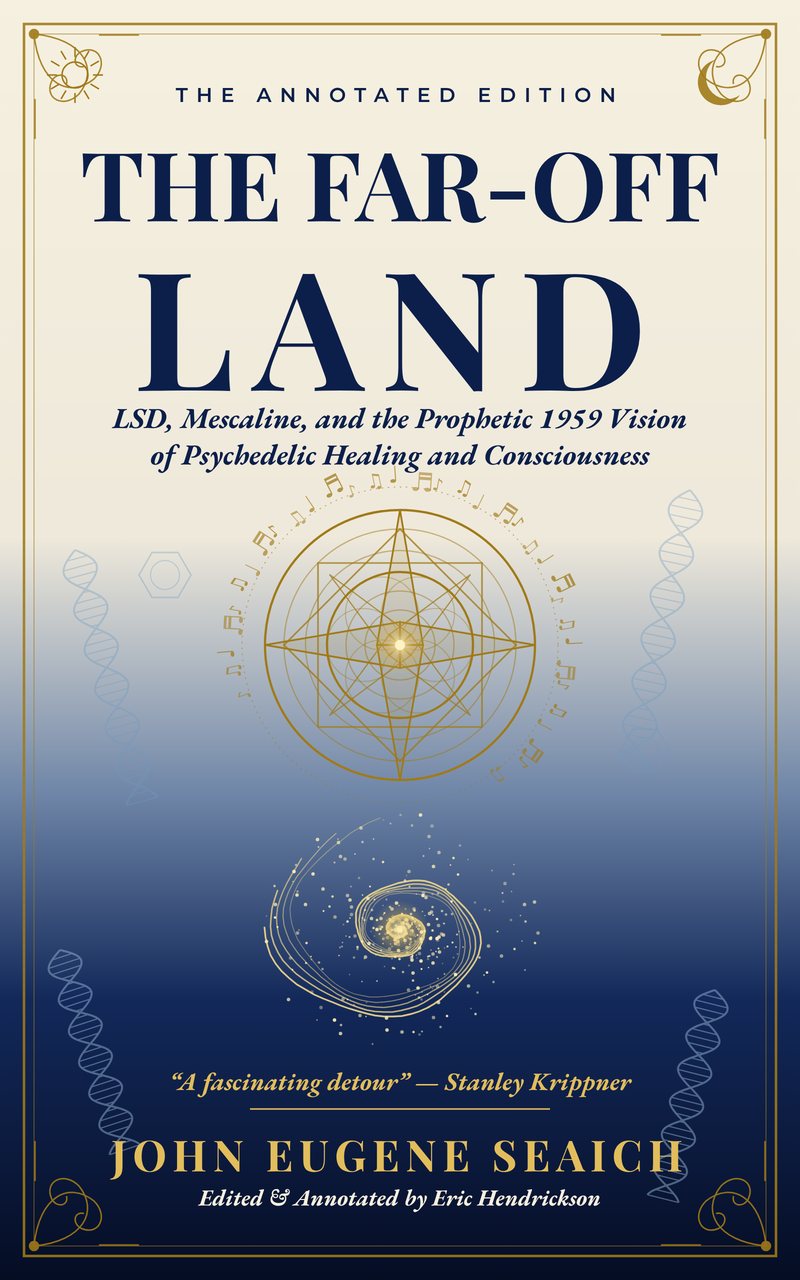 THE ANNOTATED EDITION
THE FAR-OFF
LAND
LSD, Mescaline, and the Prophetic 1959 Vision
of Psychedelic Healing and Consciousness
“A fascinating detour” — Stanley Krippner
JOHN EUGENE SEAICH
Edited & Annotated by Eric Hendrickson